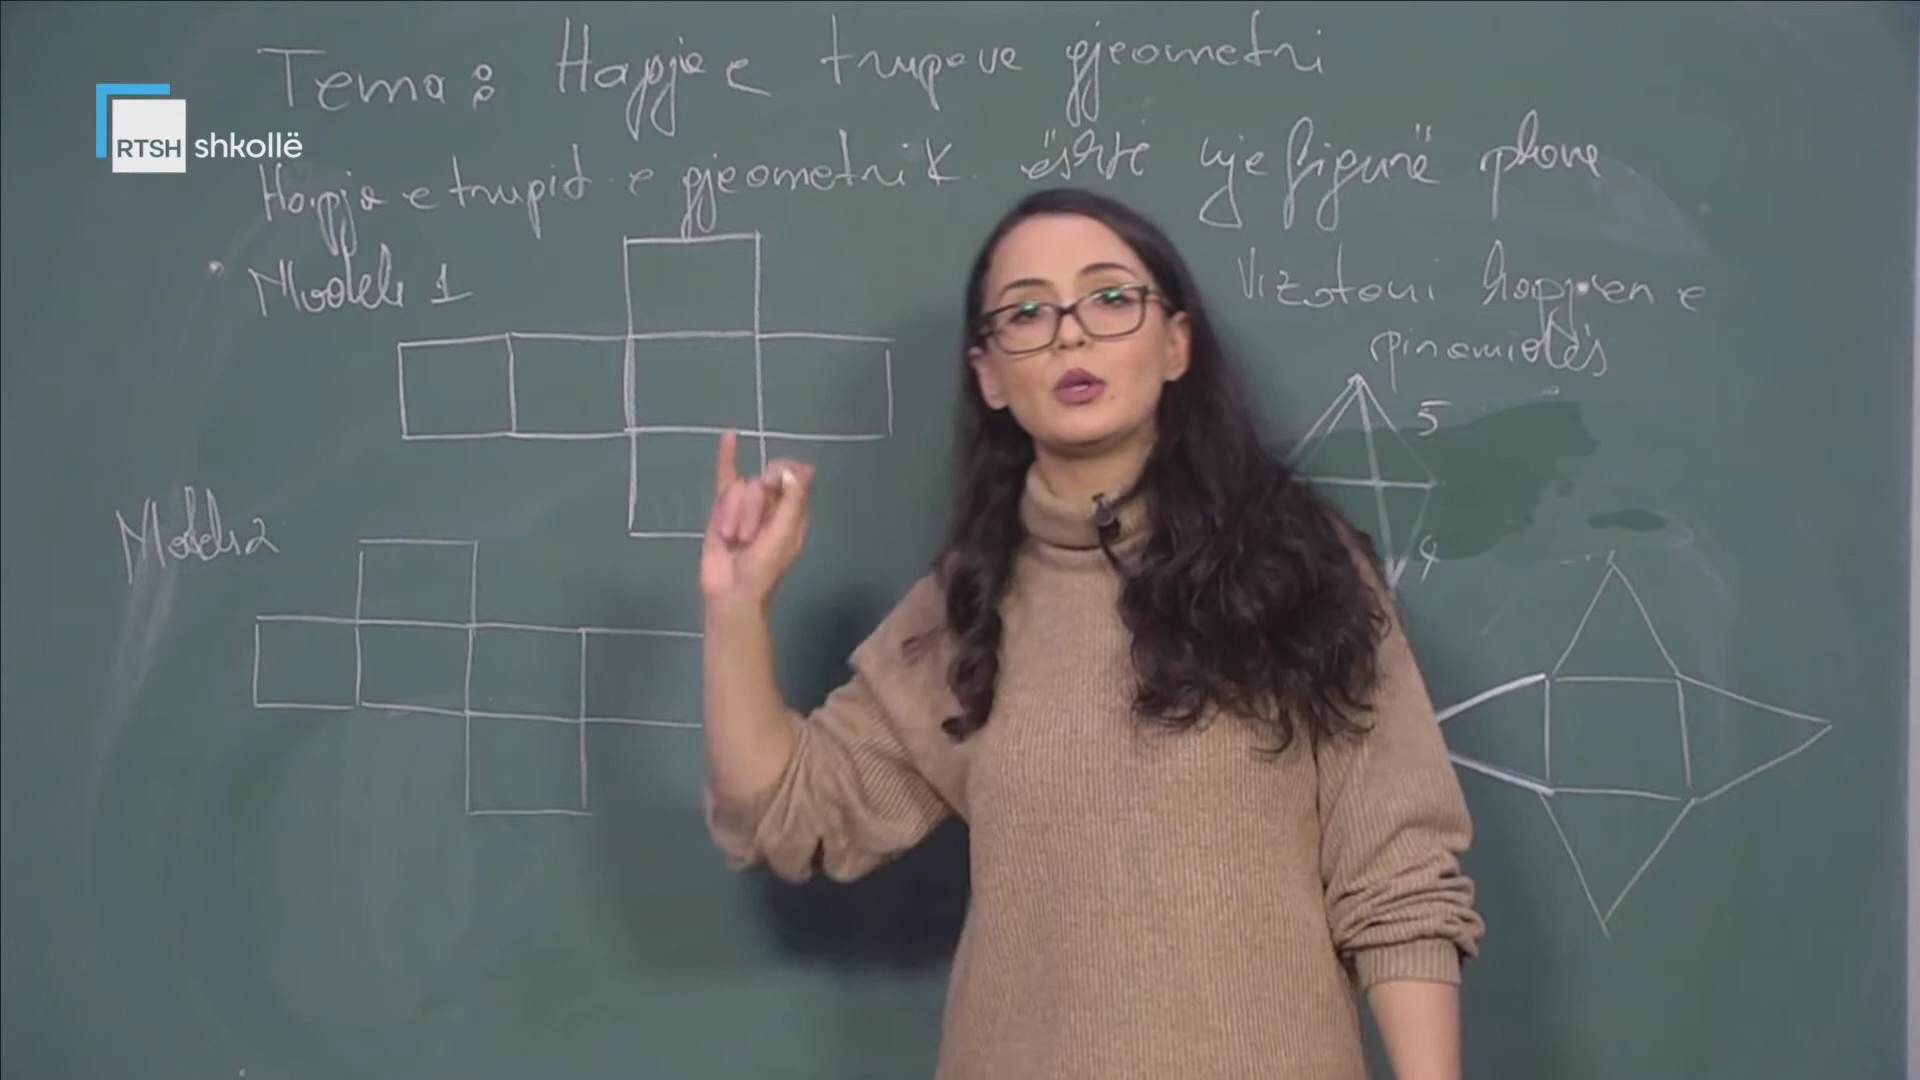 Tema: Hapja e trupave gjeometri
RTSH shkollë
Hapja e trupit e gjeometrik është një figurë plane
Modeli 1
Vizatoni hapjen e
piramidës
5
4
Modeli 2